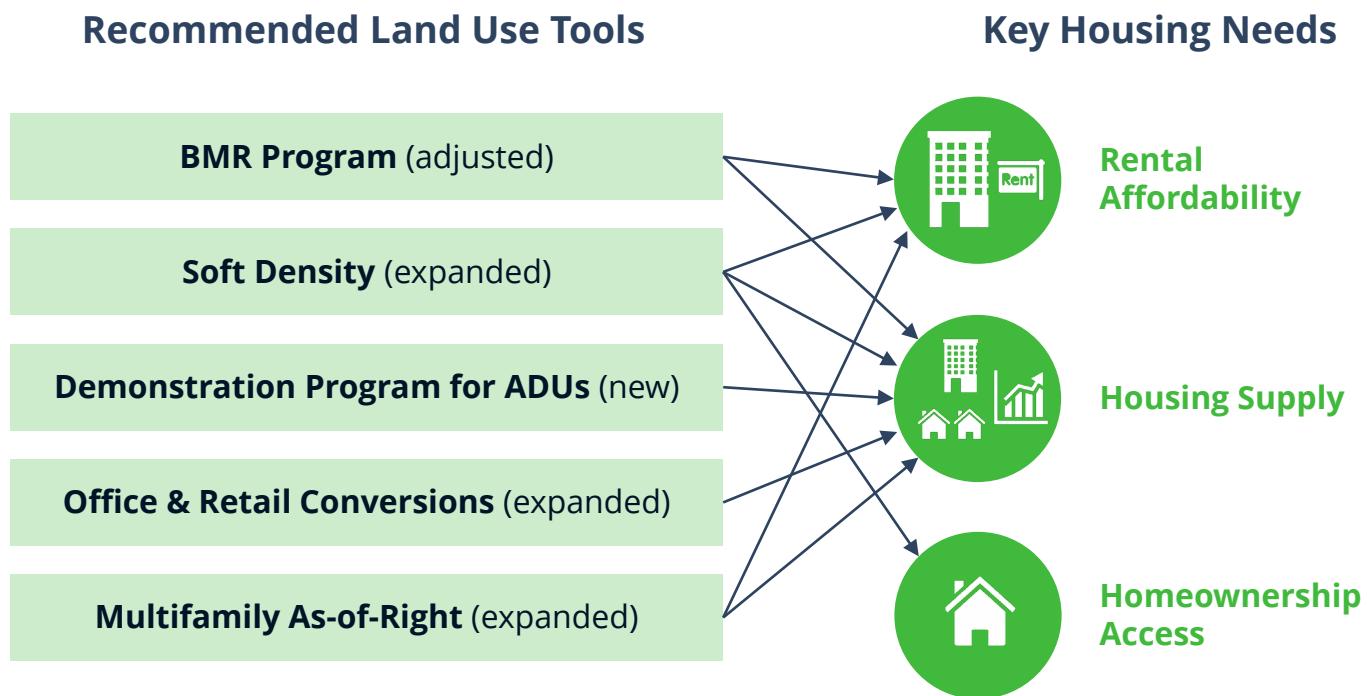 Recommended Land Use Tools
Key Housing Needs
BMR Program (adjusted)
Soft Density (expanded)
Demonstration Program for ADUs (new)
Office & Retail Conversions (expanded)
Multifamily As-of-Right (expanded)
Rent
Rental
Affordability
Housing Supply
Homeownership
Access